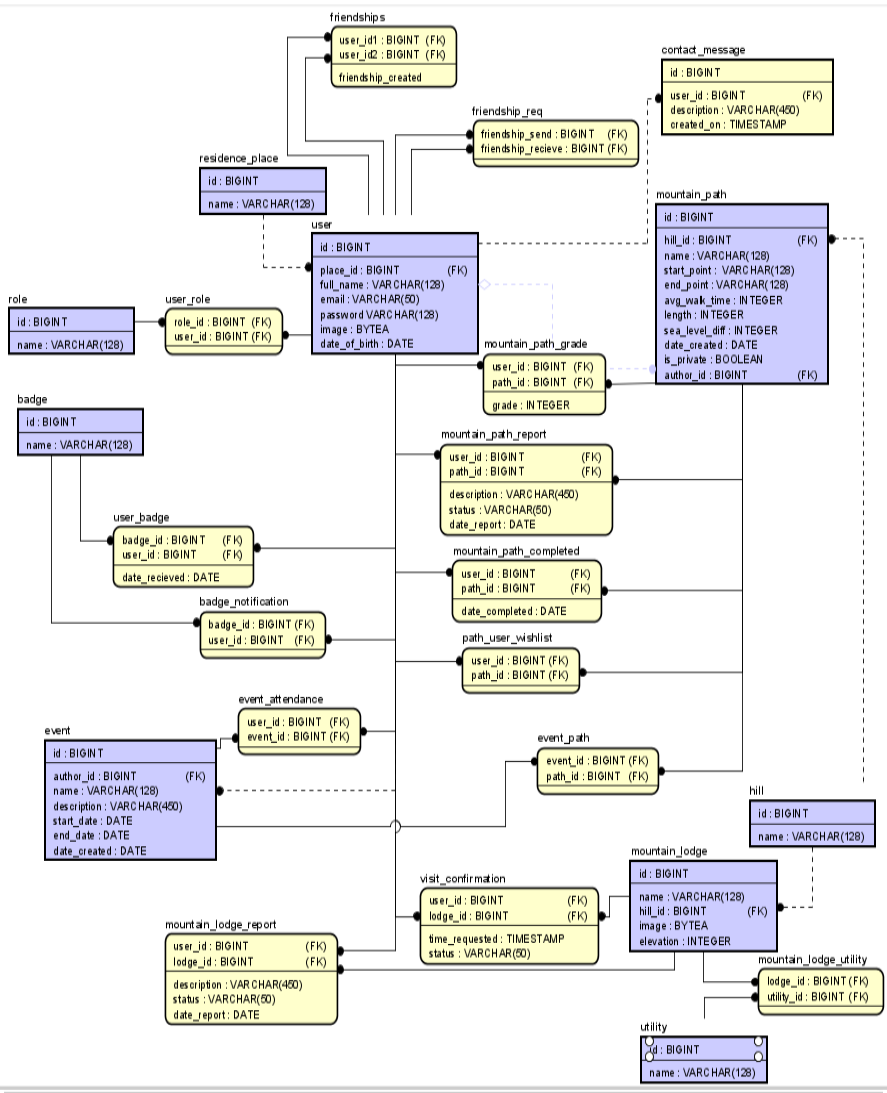 friendships
user_id1 : BIGINT (FK)
user_id2 : BIGINT (FK)
friendship_created
contact_message
id : BIGINT
user_id : BIGINT (FK)
description : VARCHAR(450)
created_on : TIMESTAMP
friendship_req
friendship_send : BIGINT (FK)
friendship_recieve : BIGINT (FK)
residence_place
id : BIGINT
name : VARCHAR(128)
mountain_path
id : BIGINT
hill_id : BIGINT (FK)
name : VARCHAR(128)
start_point : VARCHAR(128)
end_point : VARCHAR(128)
avg_walk_time : INTEGER
length : INTEGER
sea_level_diff : INTEGER
date_created : DATE
is_private : BOOLEAN
author_id : BIGINT (FK)
user
id : BIGINT
place_id : BIGINT (FK)
full_name : VARCHAR(128)
email : VARCHAR(50)
password VARCHAR(128)
image : BYTEA
date_of_birth : DATE
role
id : BIGINT
name : VARCHAR(128)
user_role
role_id : BIGINT (FK)
user_id : BIGINT (FK)
mountain_path_grade
user_id : BIGINT (FK)
path_id : BIGINT (FK)
grade : INTEGER
badge
id : BIGINT
name : VARCHAR(128)
mountain_path_report
user_id : BIGINT (FK)
path_id : BIGINT (FK)
description : VARCHAR(450)
status : VARCHAR(50)
date_report : DATE
user_badge
badge_id : BIGINT (FK)
user_id : BIGINT (FK)
date_recieved : DATE
mountain_path_completed
user_id : BIGINT (FK)
path_id : BIGINT (FK)
date_completed : DATE
badge_notification
badge_id : BIGINT (FK)
user_id : BIGINT (FK)
path_user_wishlist
user_id : BIGINT (FK)
path_id : BIGINT (FK)
event_attendance
user_id : BIGINT (FK)
event_id : BIGINT (FK)
event
id : BIGINT
author_id : BIGINT (FK)
name : VARCHAR(128)
description : VARCHAR(450)
start_date : DATE
end_date : DATE
date_created : DATE
event_path
event_id : BIGINT (FK)
path_id : BIGINT (FK)
hill
id : BIGINT
name : VARCHAR(128)
mountain_lodge
id : BIGINT
name : VARCHAR(128)
hill_id : BIGINT (FK)
image : BYTEA
elevation : INTEGER
visit_confirmation
user_id : BIGINT (FK)
lodge_id : BIGINT (FK)
time_requested : TIMESTAMP
status : VARCHAR(50)
mountain_lodge_report
user_id : BIGINT (FK)
lodge_id : BIGINT (FK)
description : VARCHAR(450)
status : VARCHAR(50)
date_report : DATE
mountain_lodge_utility
lodge_id : BIGINT (FK)
utility_id : BIGINT (FK)
utility
id : BIGINT
name : VARCHAR(128)